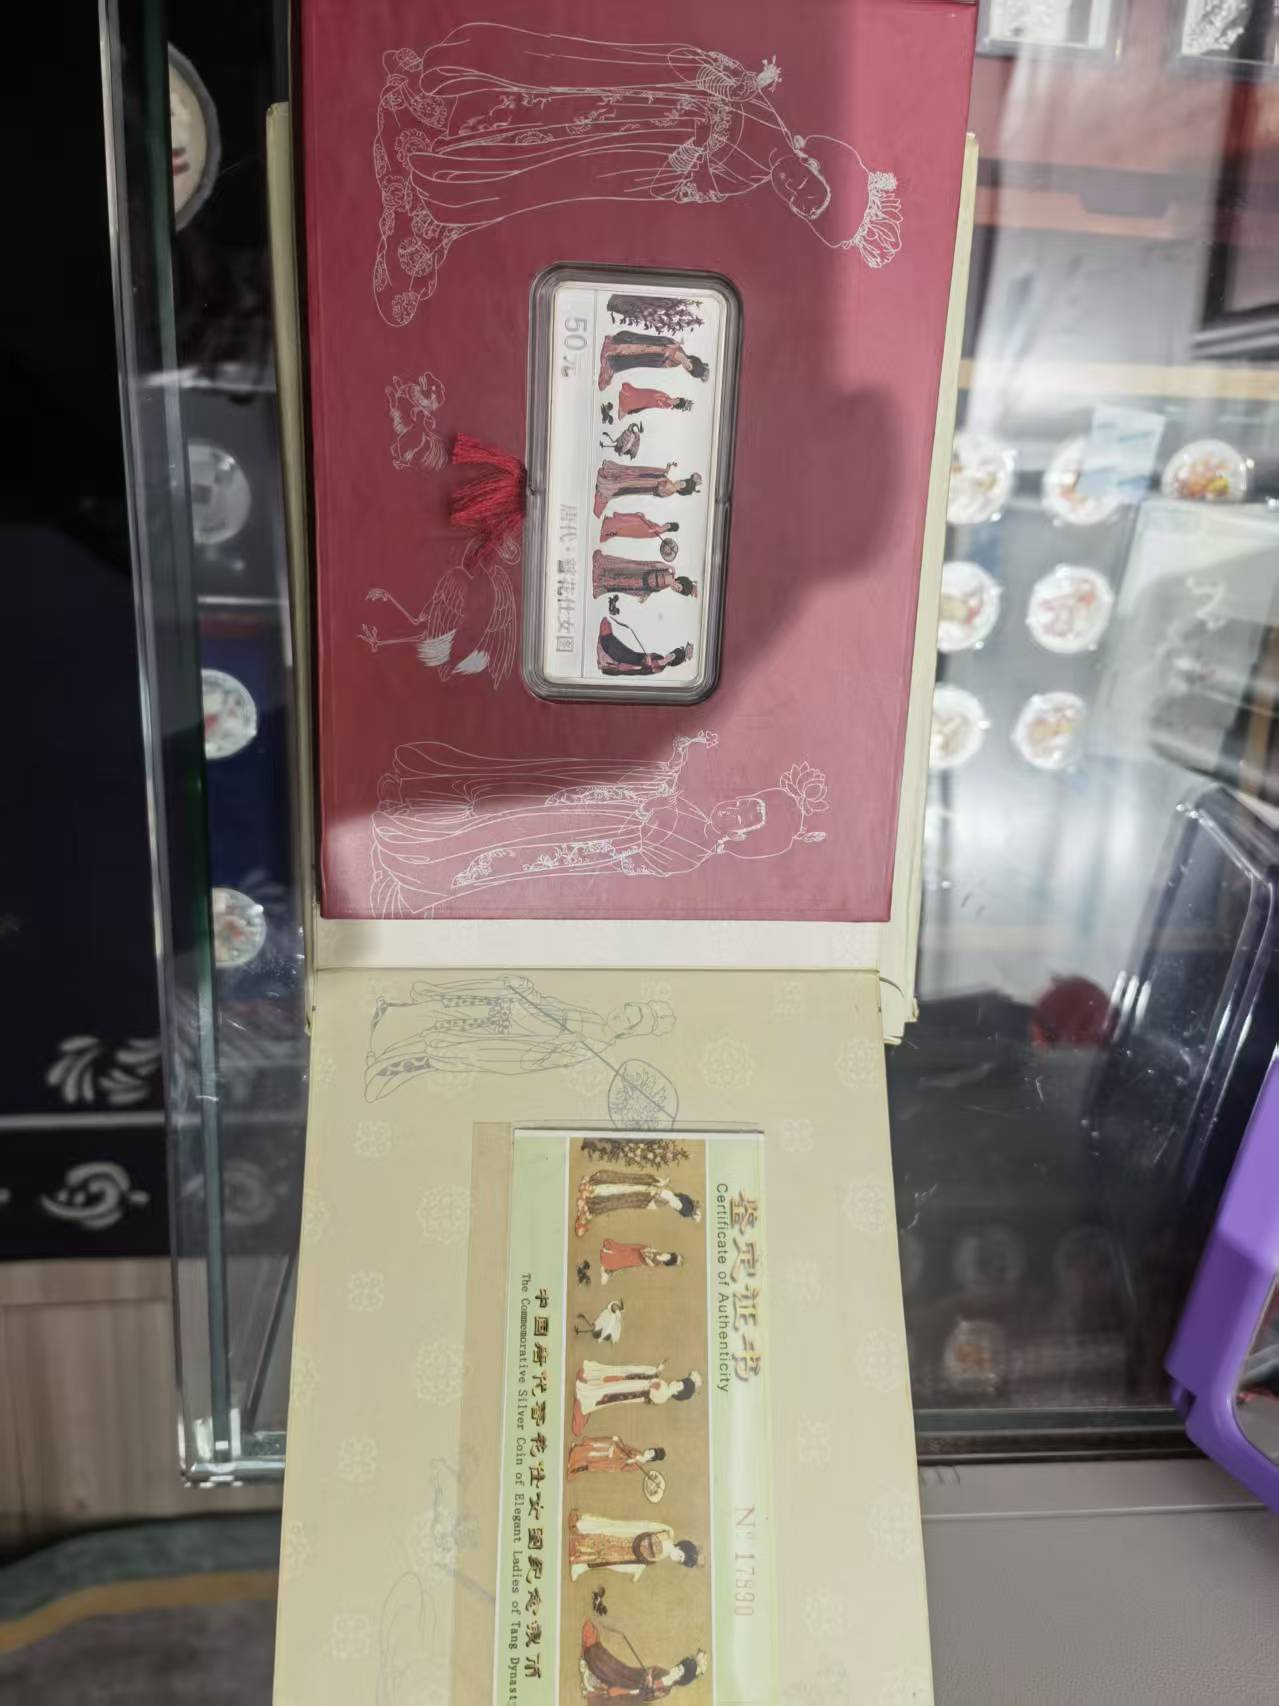 50元
唐代·簪花仕女图
鉴定证书
Certificate of Authenticity
Nº 17890
中国唐代簪花仕女图纪念银币
The Commemorative Silver Coin of Elegant Ladies of Tang Dynast